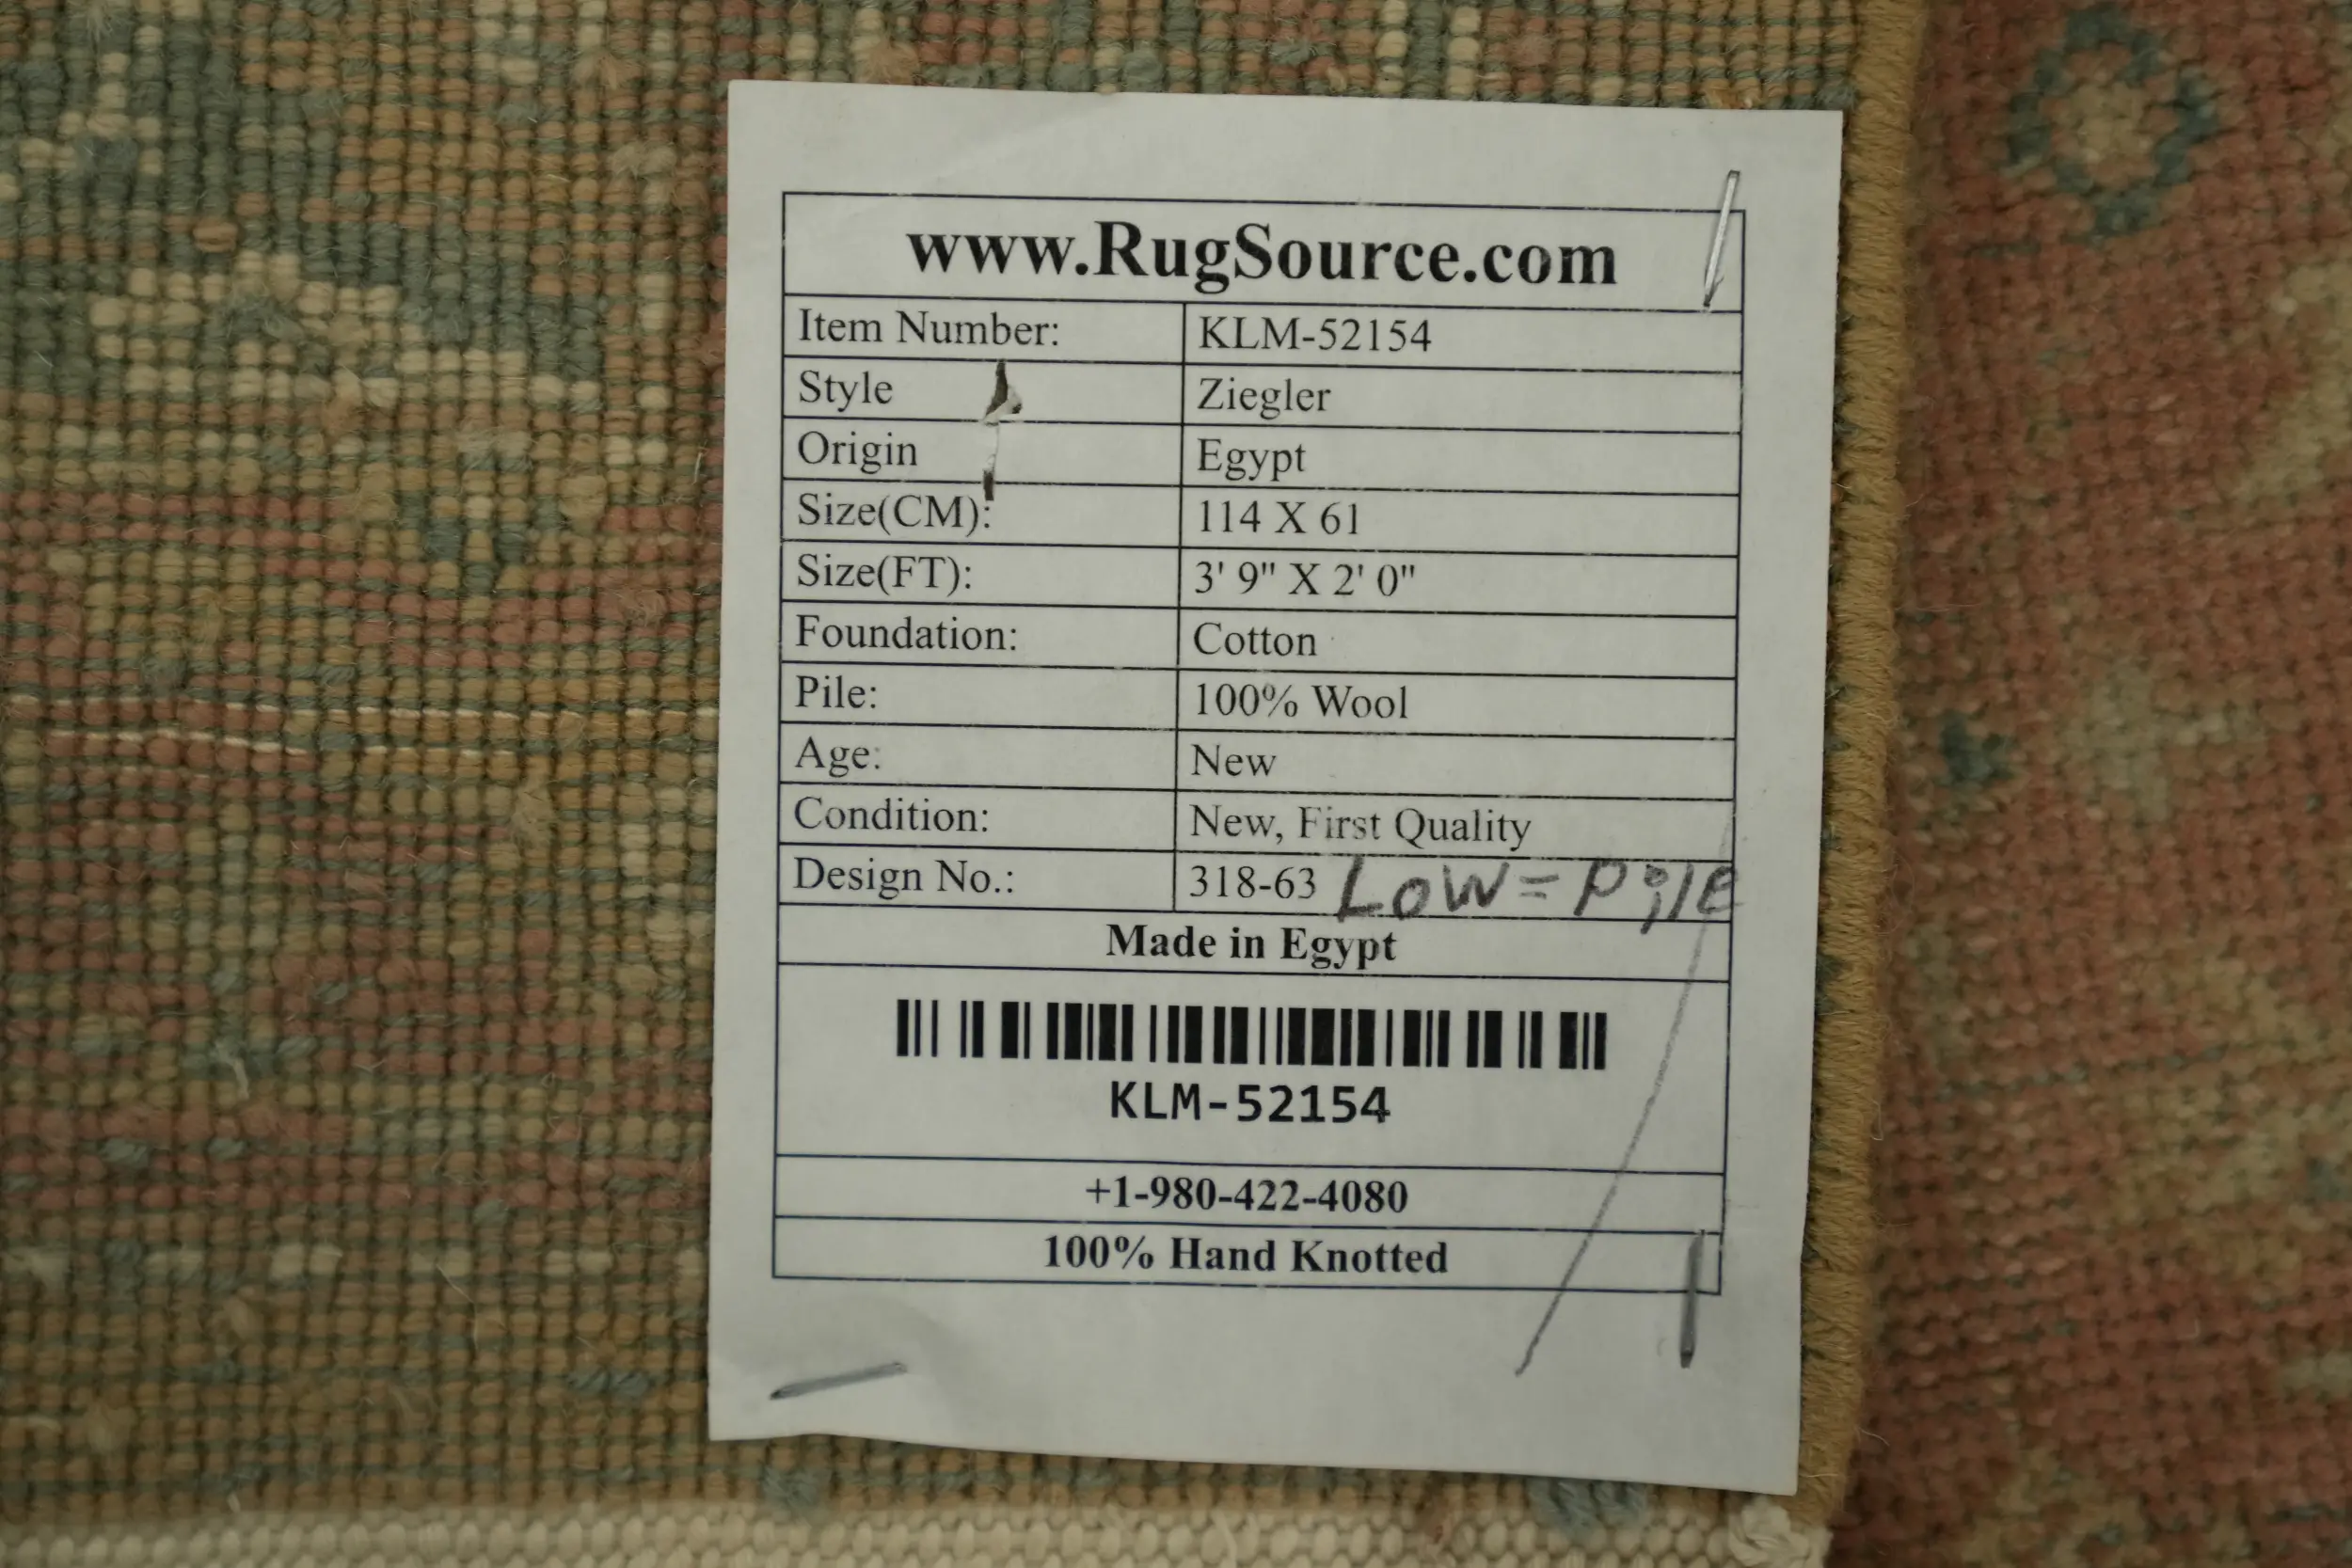 www.RugSource.com
Item Number: KLM-52154
Style Ziegler
Origin Egypt
Size(CM): 114 X 61
Size(FT): 3' 9" X 2' 0"
Foundation: Cotton
Pile: 100% Wool
Age: New
Condition: New, First Quality
Design No.: 318-63 LOW=PilE
Made in Egypt
KLM-52154
+1-980-422-4080
100% Hand Knotted